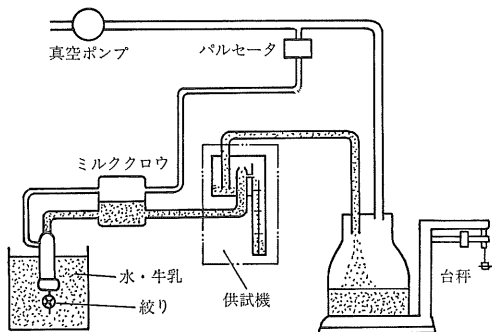 真空ポンプ
パルセータ
ミルククロウ
水・牛乳
絞り
供試機
台秤